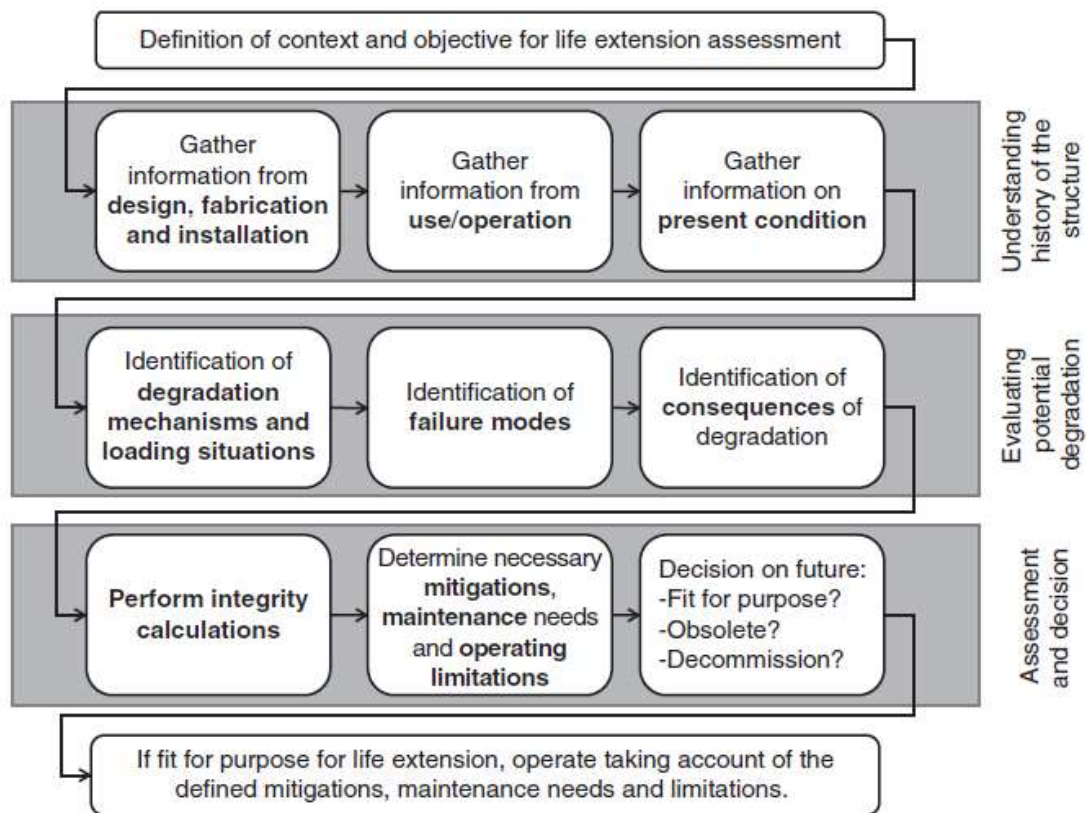 Definition of context and objective for life extension assessment
Gather
information from
design, fabrication
and installation
Gather
information from
use/operation
Gather
information on
present condition
Understanding
history of the
structure
Identification of
degradation
mechanisms and
loading situations
Identification of
failure modes
Identification of
consequences of
degradation
Evaluating
potential
degradation
Perform integrity
calculations
Determine necessary
mitigations,
maintenance needs
and operating
limitations
Decision on future:
-Fit for purpose?
-Obsolete?
-Decommission?
Assessment
and decision
If fit for purpose for life extension, operate taking account of the
defined mitigations, maintenance needs and limitations.